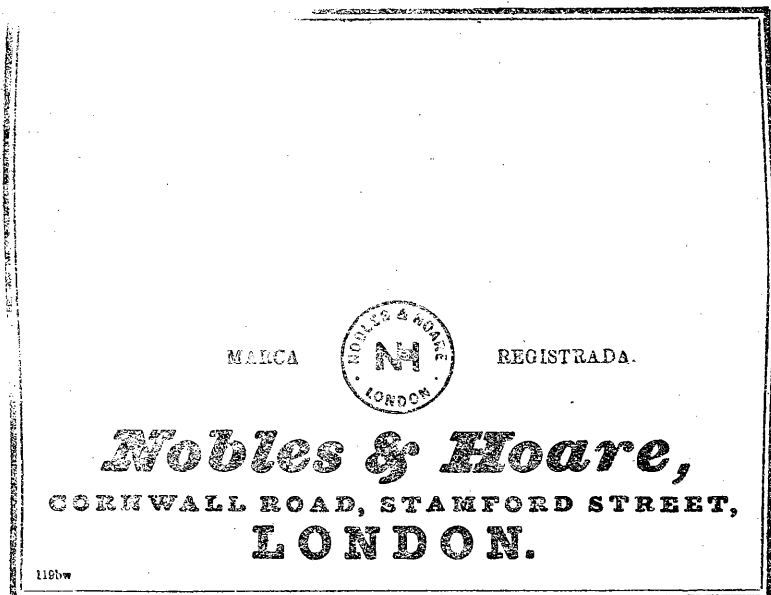 NOBLES & HOARE
MARCA NH REGISTRADA.
· LONDON ·
Nobles & Hoare,
CORNWALL ROAD, STAMFORD STREET,
LONDON.
119bw